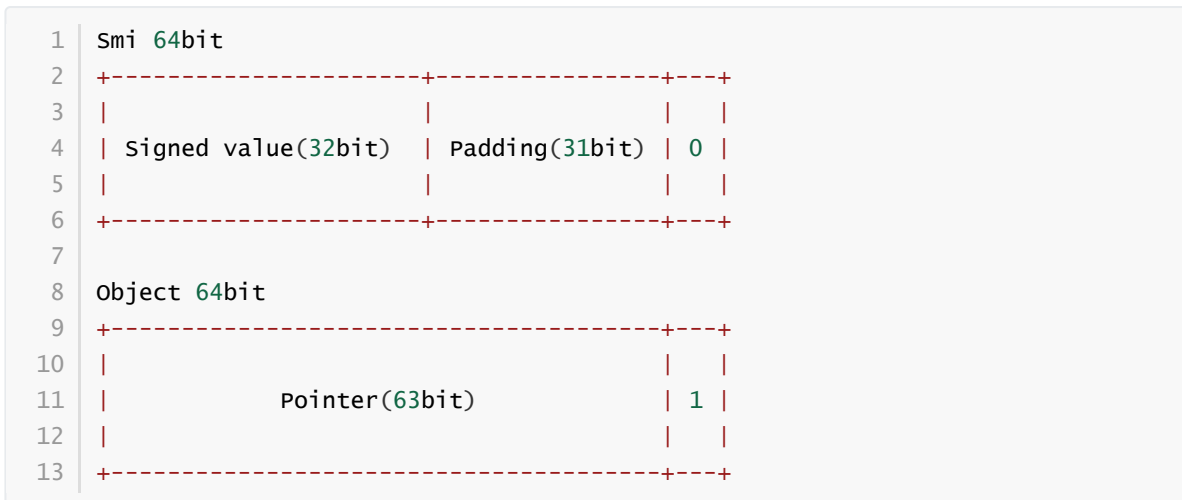 1 Smi 64bit
2 +----------------------+----------------+---+
3 |                      |                |   |
4 | Signed value(32bit)  | Padding(31bit) | 0 |
5 |                      |                |   |
6 +----------------------+----------------+---+
7
8 Object 64bit
9 +---------------------------------------+---+
10 |                                       |   |
11 |            Pointer(63bit)             | 1 |
12 |                                       |   |
13 +---------------------------------------+---+